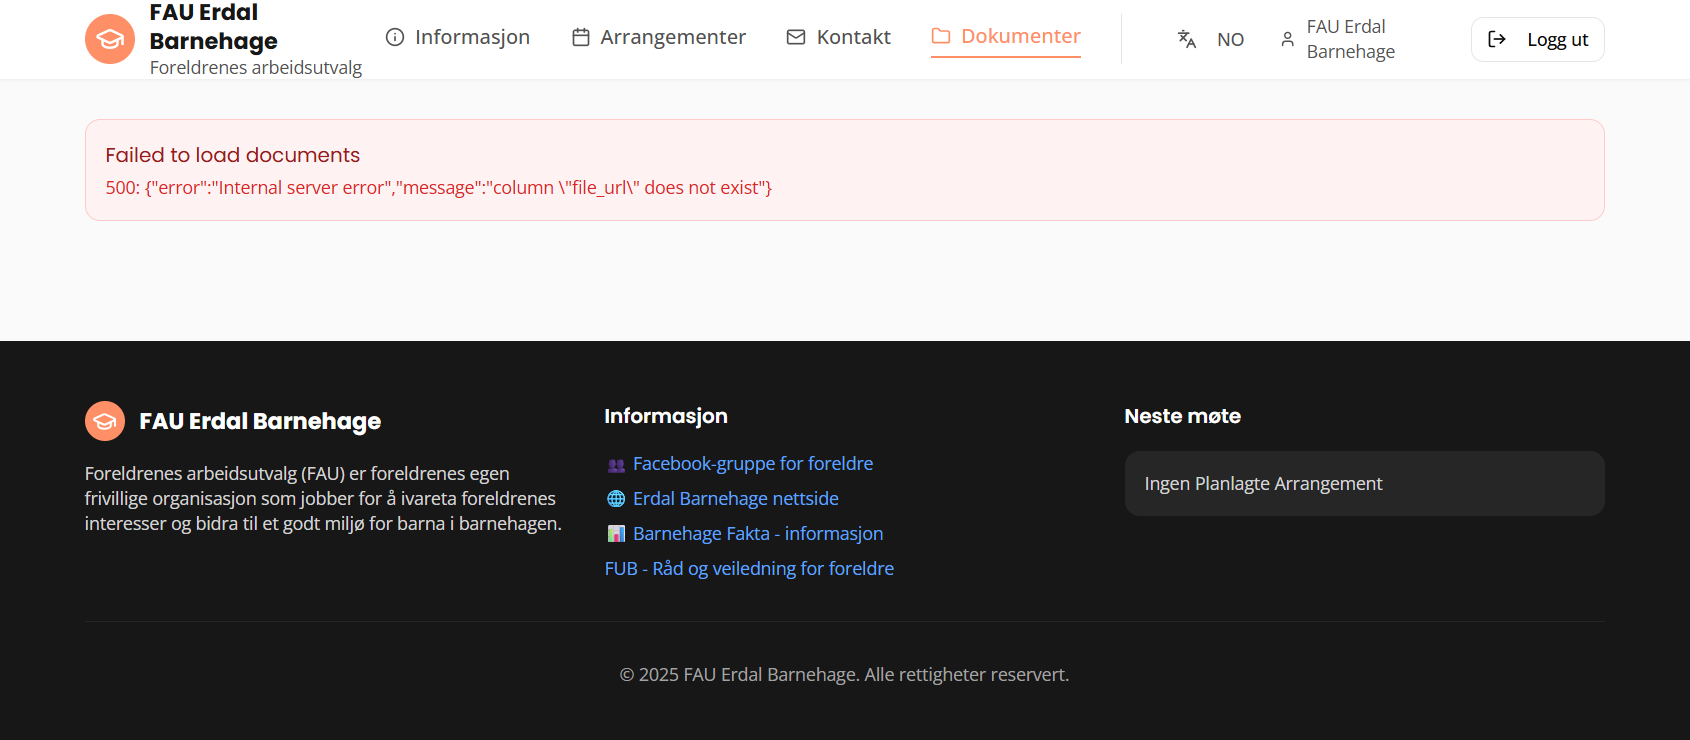 FAU Erdal
Barnehage
Foreldrenes arbeidsutvalg
Informasjon
Arrangementer
Kontakt
Dokumenter
NO
FAU Erdal
Barnehage
Logg ut
Failed to load documents
500: {"error":"Internal server error","message":"column \"file_url\" does not exist"}
FAU Erdal Barnehage
Foreldrenes arbeidsutvalg (FAU) er foreldrenes egen
frivillige organisasjon som jobber for å ivareta foreldrenes
interesser og bidra til et godt miljø for barna i barnehagen.
Informasjon
Facebook-gruppe for foreldre
Erdal Barnehage nettside
Barnehage Fakta - informasjon
FUB - Råd og veiledning for foreldre
Neste møte
Ingen Planlagte Arrangement
© 2025 FAU Erdal Barnehage. Alle rettigheter reservert.